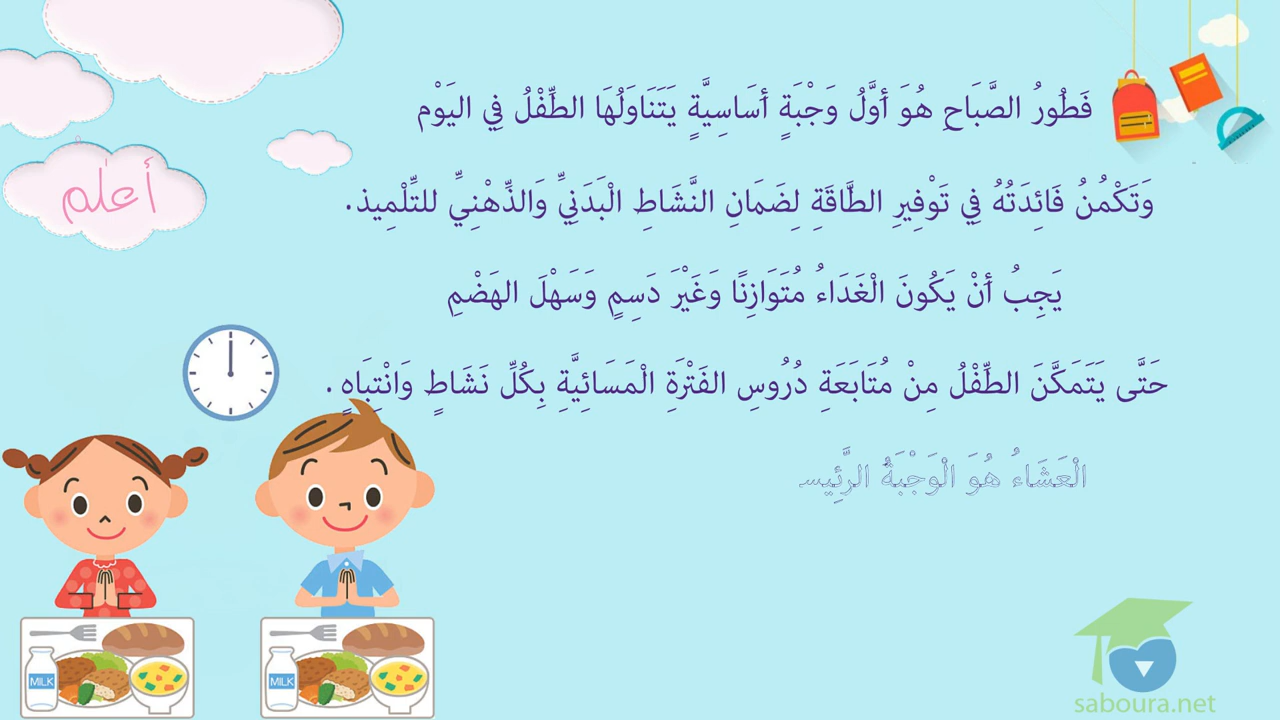 فَطُورُ الصَّبَاحِ هُوَ أَوَّلُ وَجْبَةٍ أَسَاسِيَّةٍ يَتَنَاوَلُهَا الطِّفْلُ فِي اليَوْم
أعلم
وَتَكْمُنُ فَائِدَتُهُ فِي تَوْفِيرِ الطَّاقَةِ لِضَمَانِ النَّشَاطِ الْبَدَنِيِّ وَالذِّهْنِيِّ للتِّلْمِيذ.
يَجِبُ أَنْ يَكُونَ الْغَدَاءُ مُتَوَازِنًا وَغَيْرَ دَسِمٍ وَسَهْلَ الهَضْمِ
حَتَّى يَتَمَكَّنَ الطِّفْلُ مِنْ مُتَابَعَةِ دُرُوسِ الفَتْرَةِ الْمَسَائِيَّةِ بِكُلِّ نَشَاطٍ وَانْتِبَاهٍ .
الْعَشَاءُ هُوَ الْوَجْبَةُ الرَّئِيسـ
MILK
MILK
saboura.net